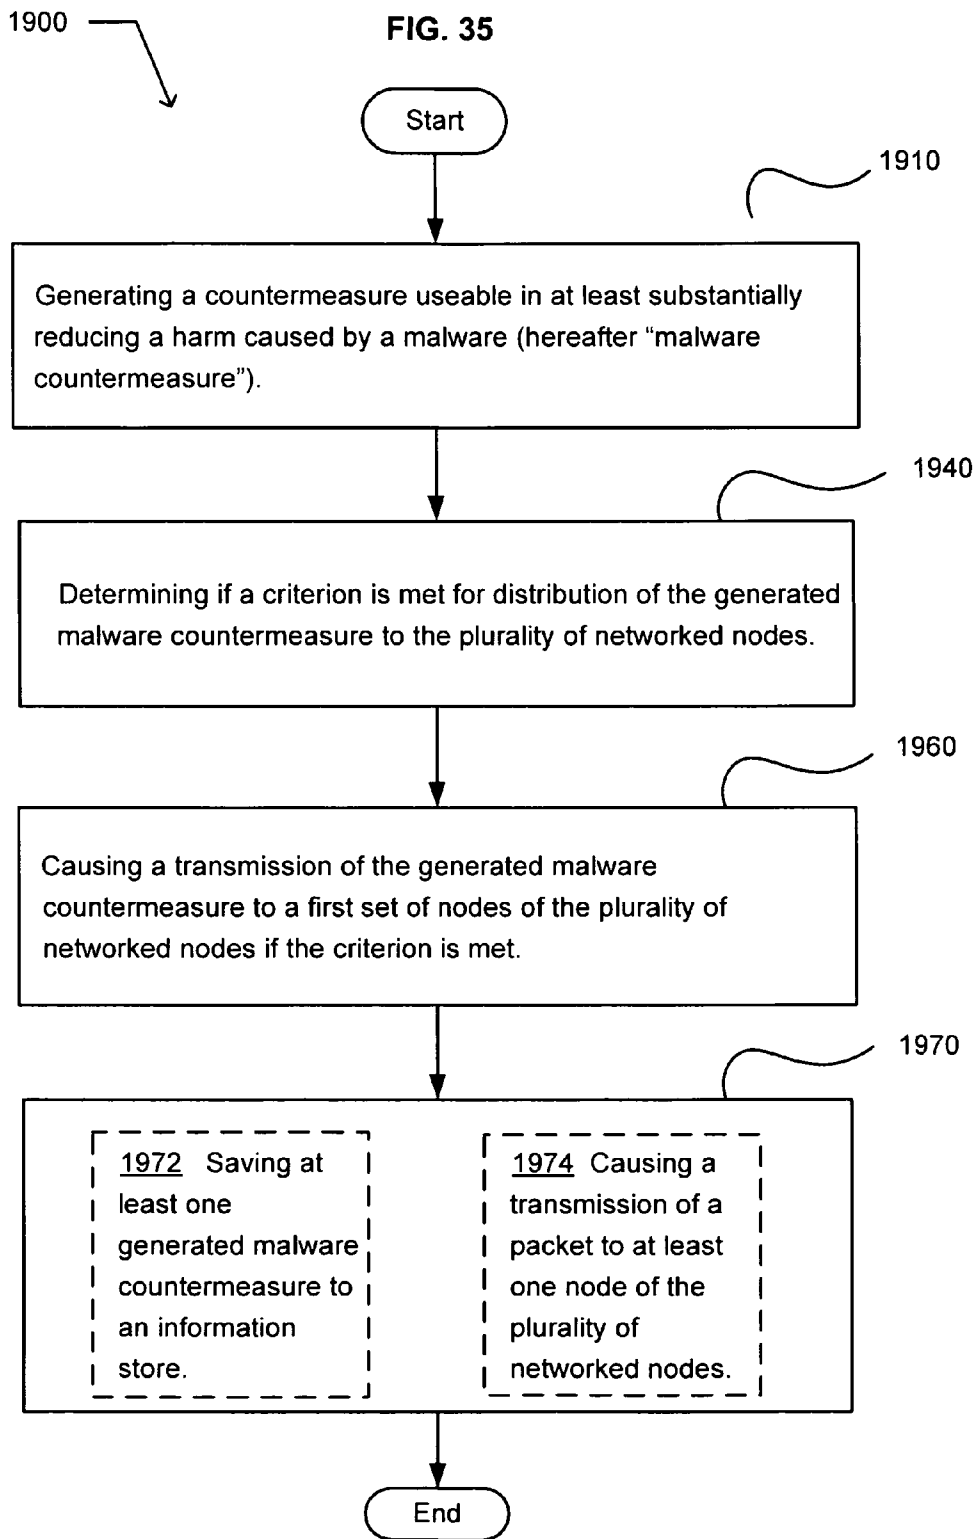 1900
FIG. 35
Start
1910
Generating a countermeasure useable in at least substantially
reducing a harm caused by a malware (hereafter “malware
countermeasure”).
1940
Determining if a criterion is met for distribution of the generated
malware countermeasure to the plurality of networked nodes.
1960
Causing a transmission of the generated malware
countermeasure to a first set of nodes of the plurality of
networked nodes if the criterion is met.
1970
1972 Saving at
least one
generated malware
countermeasure to
an information
store.
1974 Causing a
transmission of a
packet to at least
one node of the
plurality of
networked nodes.
End